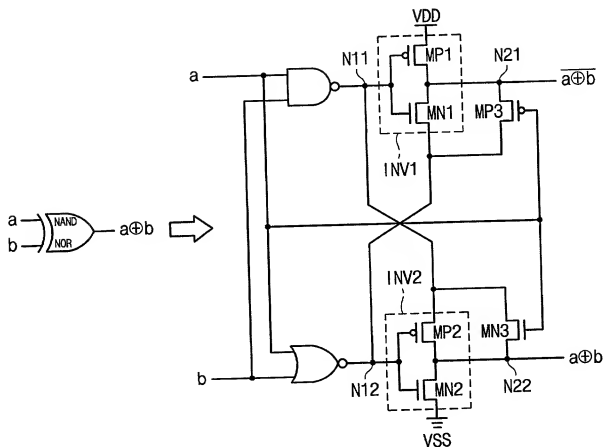 VDD
N11
MP1
N21
a
a⊕b
MN1
MP3
INV1
a
NAND
a⊕b
b
NOR
INV2
MP2
MN3
b
a⊕b
N12
MN2
N22
VSS